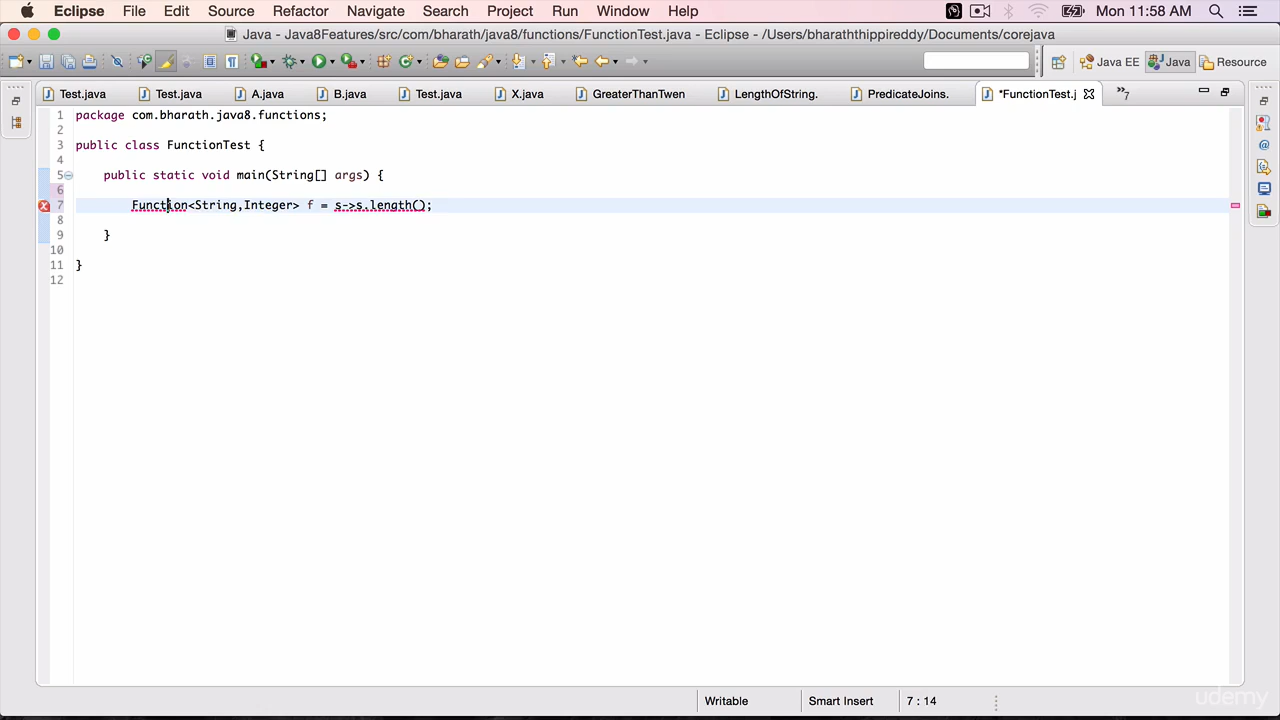 Eclipse File Edit Source Refactor Navigate Search Project Run Window Help Mon 11:58 AM
Java - Java8Features/src/com/bharath/java8/functions/FunctionTest.java - Eclipse - /Users/bharaththippireddy/Documents/corejava
Java EE Java Resource
Test.java Test.java A.java B.java Test.java X.java GreaterThanTwen LengthOfString. PredicateJoins. *FunctionTest.j »7
1 package com.bharath.java8.functions;
2
3 public class FunctionTest {
4
5 public static void main(String[] args) {
6
7 Function<String,Integer> f = s->s.length();
8
9 }
10
11 }
12
Writable Smart Insert 7 : 14
udemy